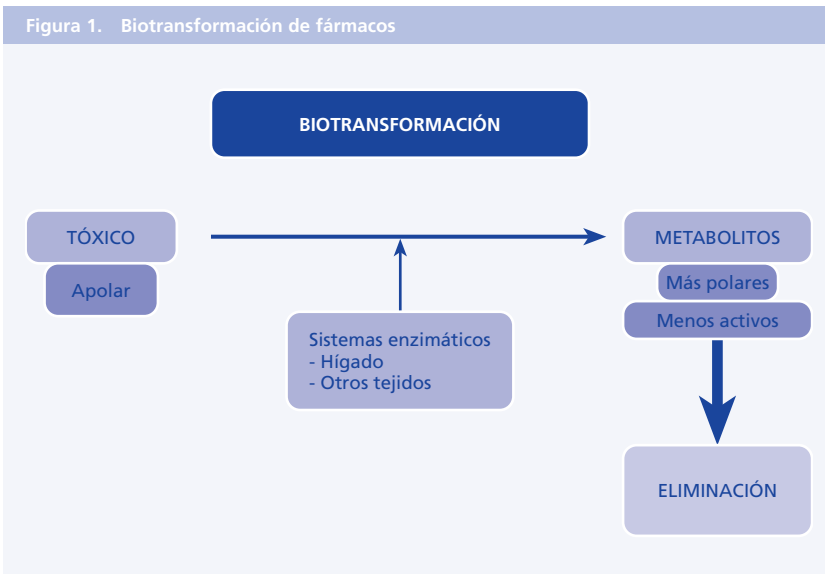 Figura 1. Biotransformación de fármacos
BIOTRANSFORMACIÓN
TÓXICO
Apolar
Sistemas enzimáticos
- Hígado
- Otros tejidos
METABOLITOS
Más polares
Menos activos
ELIMINACIÓN